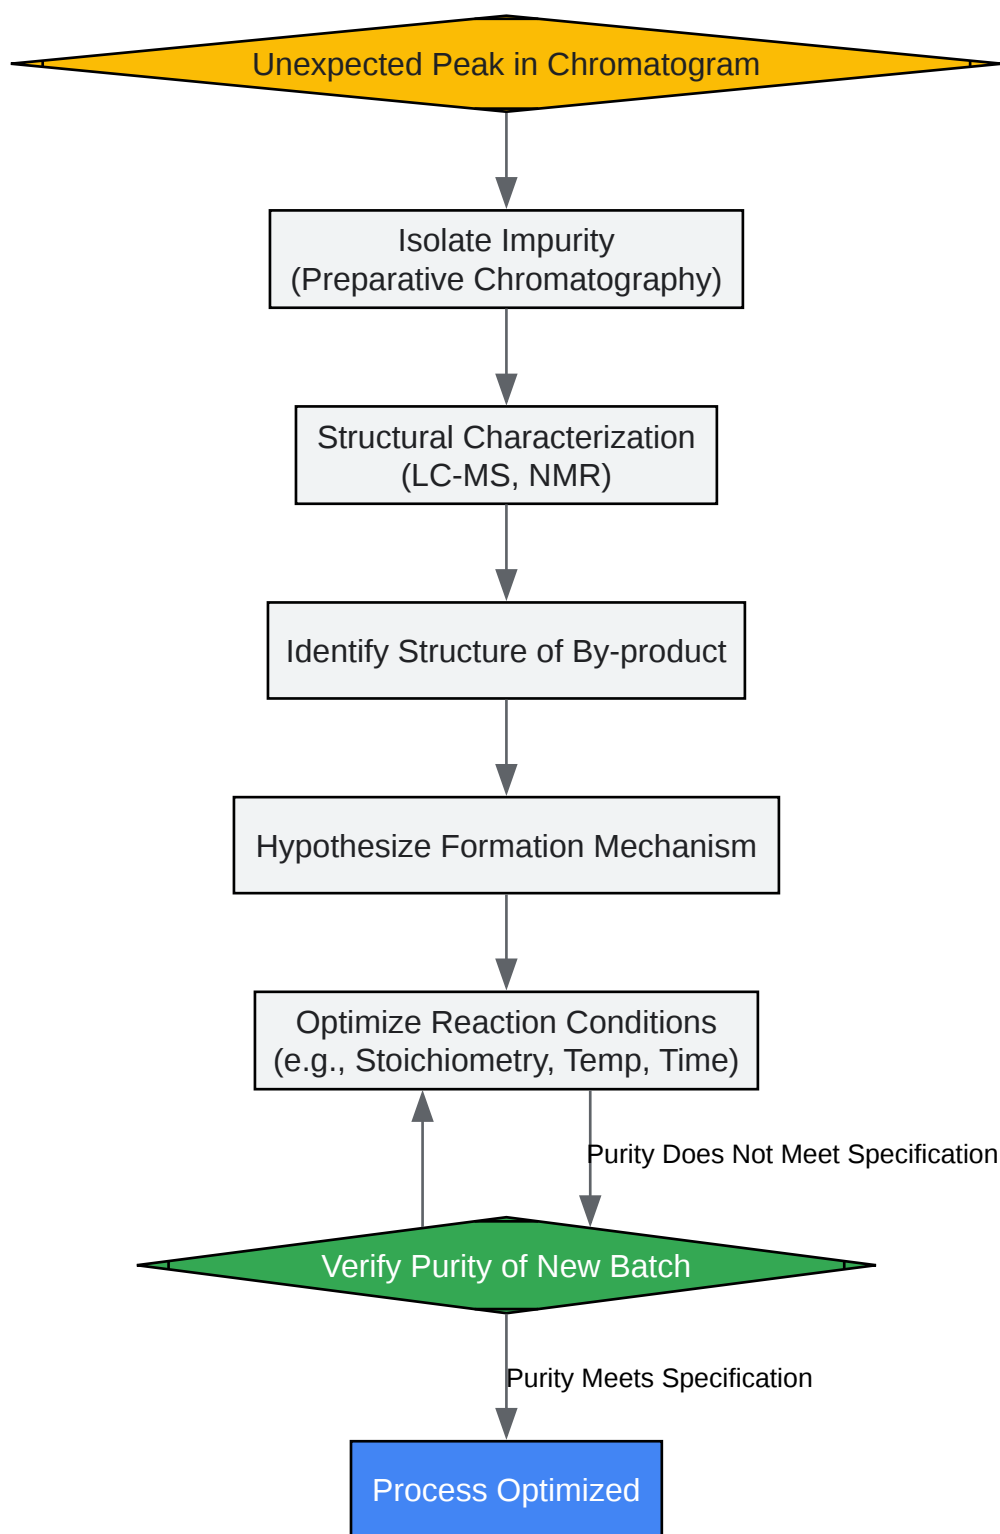 Unexpected Peak in Chromatogram
Isolate Impurity
(Preparative Chromatography)
Structural Characterization
(LC-MS, NMR)
Identify Structure of By-product
Hypothesize Formation Mechanism
Optimize Reaction Conditions
(e.g., Stoichiometry, Temp, Time)
Purity Does Not Meet Specification
Verify Purity of New Batch
Purity Meets Specification
Process Optimized